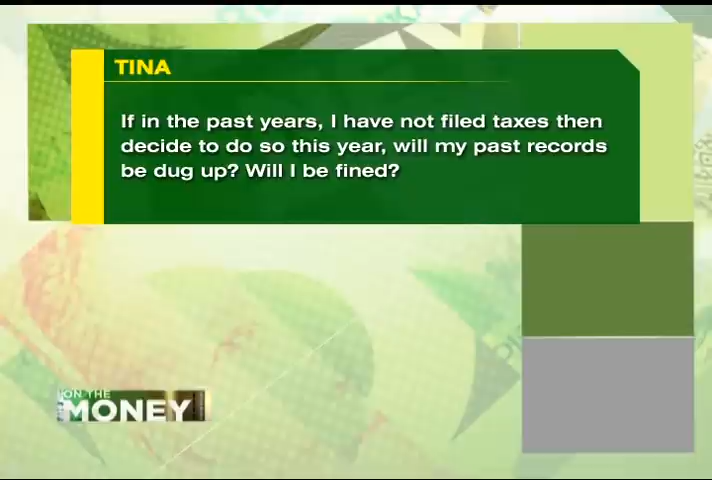 TINA
If in the past years, I have not filed taxes then
decide to do so this year, will my past records
be dug up? Will I be fined?
ON THE
MONEY